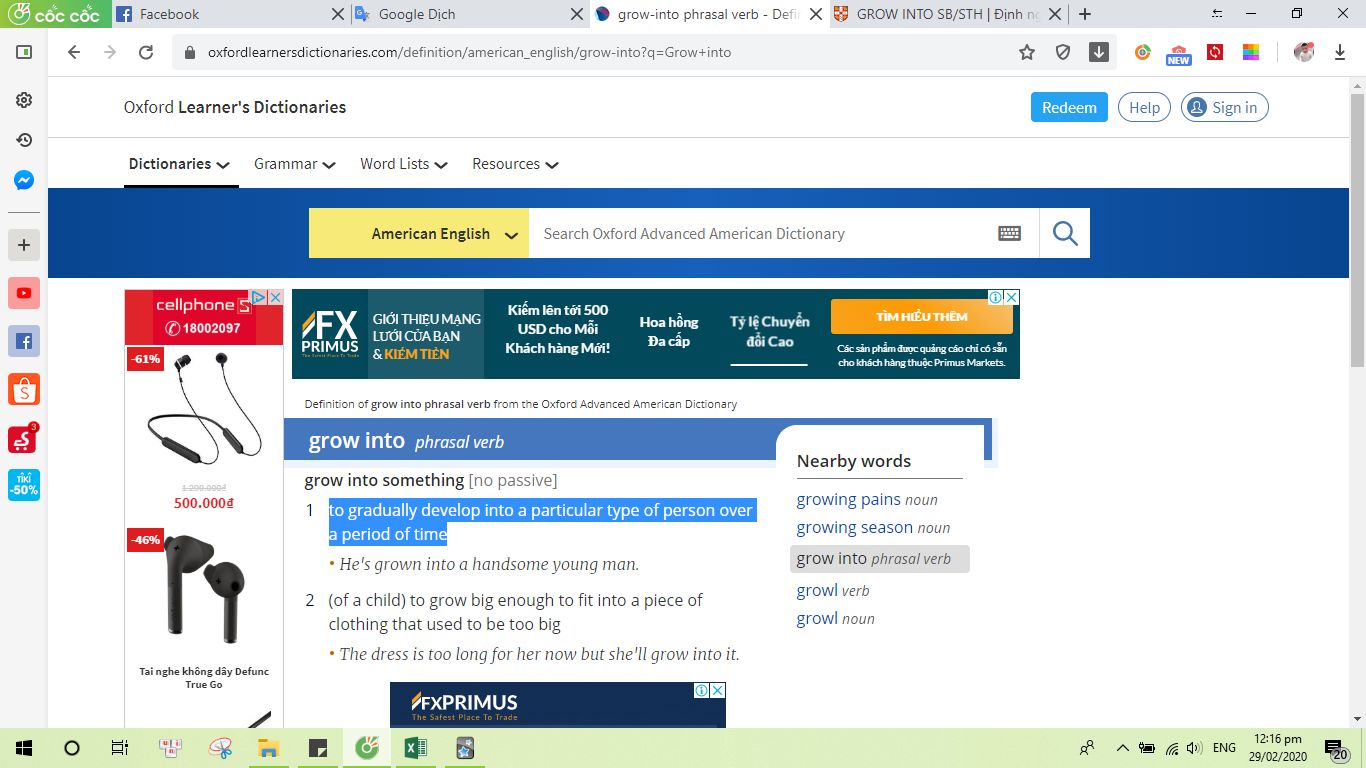 cốc cốc
Facebook
Google Dịch
grow-into phrasal verb - Defi
GROW INTO SB/STH | Định ng
oxfordlearnersdictionaries.com/definition/american_english/grow-into?q=Grow+into
NEW
Oxford Learner's Dictionaries
Redeem
Help
Sign in
Dictionaries
Grammar
Word Lists
Resources
American English
Search Oxford Advanced American Dictionary
cellphone S
18002097
-61%
1.290.000₫
500.000₫
-46%
Tai nghe không dây Defunc
True Go
FX
PRIMUS
The Safest Place To Trade
GIỚI THIỆU MẠNG
LƯỚI CỦA BẠN
& KIẾM TIỀN
Kiếm lên tới 500
USD cho Mỗi
Khách hàng Mới!
Hoa hồng
Đa cấp
Tỷ lệ Chuyển
đổi Cao
TÌM HIỂU THÊM
Các sản phẩm được quảng cáo chỉ có sẵn
cho khách hàng thuộc Primus Markets.
Definition of grow into phrasal verb from the Oxford Advanced American Dictionary
grow into phrasal verb
grow into something [no passive]
1 to gradually develop into a particular type of person over
a period of time
• He's grown into a handsome young man.
2 (of a child) to grow big enough to fit into a piece of
clothing that used to be too big
• The dress is too long for her now but she'll grow into it.
Nearby words
growing pains noun
growing season noun
grow into phrasal verb
growl verb
growl noun
FXPRIMUS
The Safest Place To Trade
S
3
TIKI
-50%
ENG
12:16 pm
29/02/2020
20